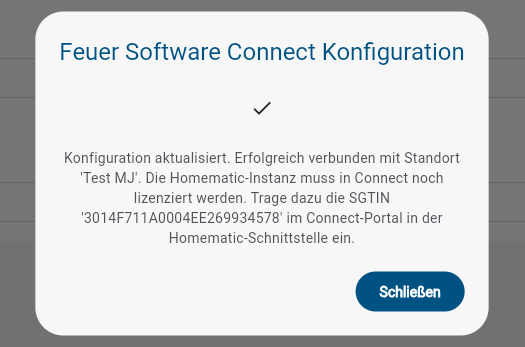 Feuer Software Connect Konfiguration
Konfiguration aktualisiert. Erfolgreich verbunden mit Standort
'Test MJ'. Die Homematic-Instanz muss in Connect noch
lizenziert werden. Trage dazu die SGTIN
'3014F711A0004EE269934578' im Connect-Portal in der
Homematic-Schnittstelle ein.
Schließen